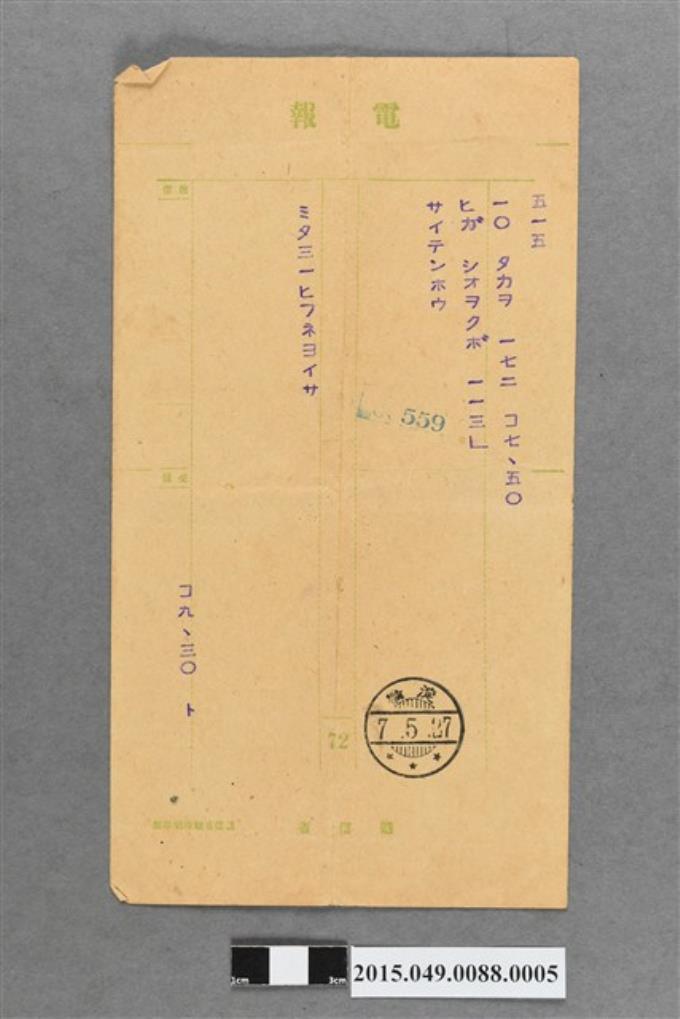 電報
五一五
一〇 タカヲ 一七二 コ七、五〇
ヒガ シオヲクボ 一一三」
サイテンホウ
559
ミタ三一ヒフネヨイサ
コ九、三〇 ト
72
7.5.27
2015.049.0088.0005
1cm
3cm